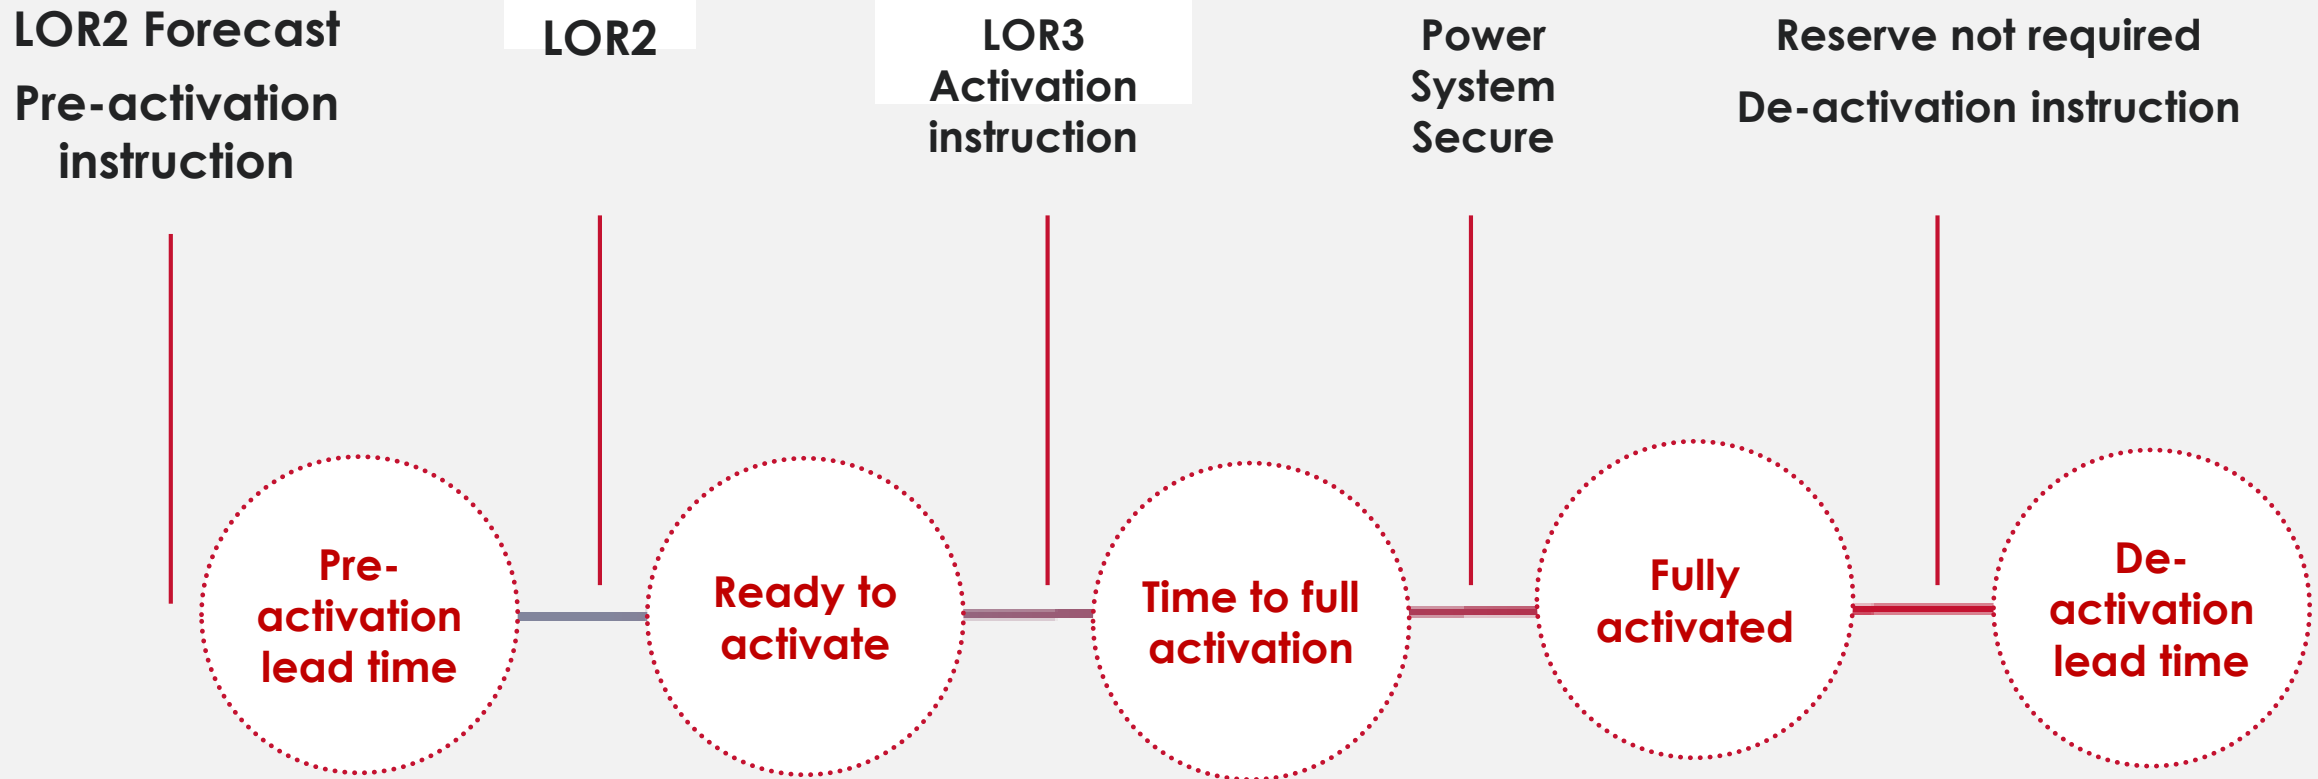 LOR2 Forecast
Pre-activation
instruction
LOR2
LOR3
Activation
instruction
Power
System
Secure
Reserve not required
De-activation instruction
Pre-
activation
lead time
Ready to
activate
Time to full
activation
Fully
activated
De-
activation
lead time